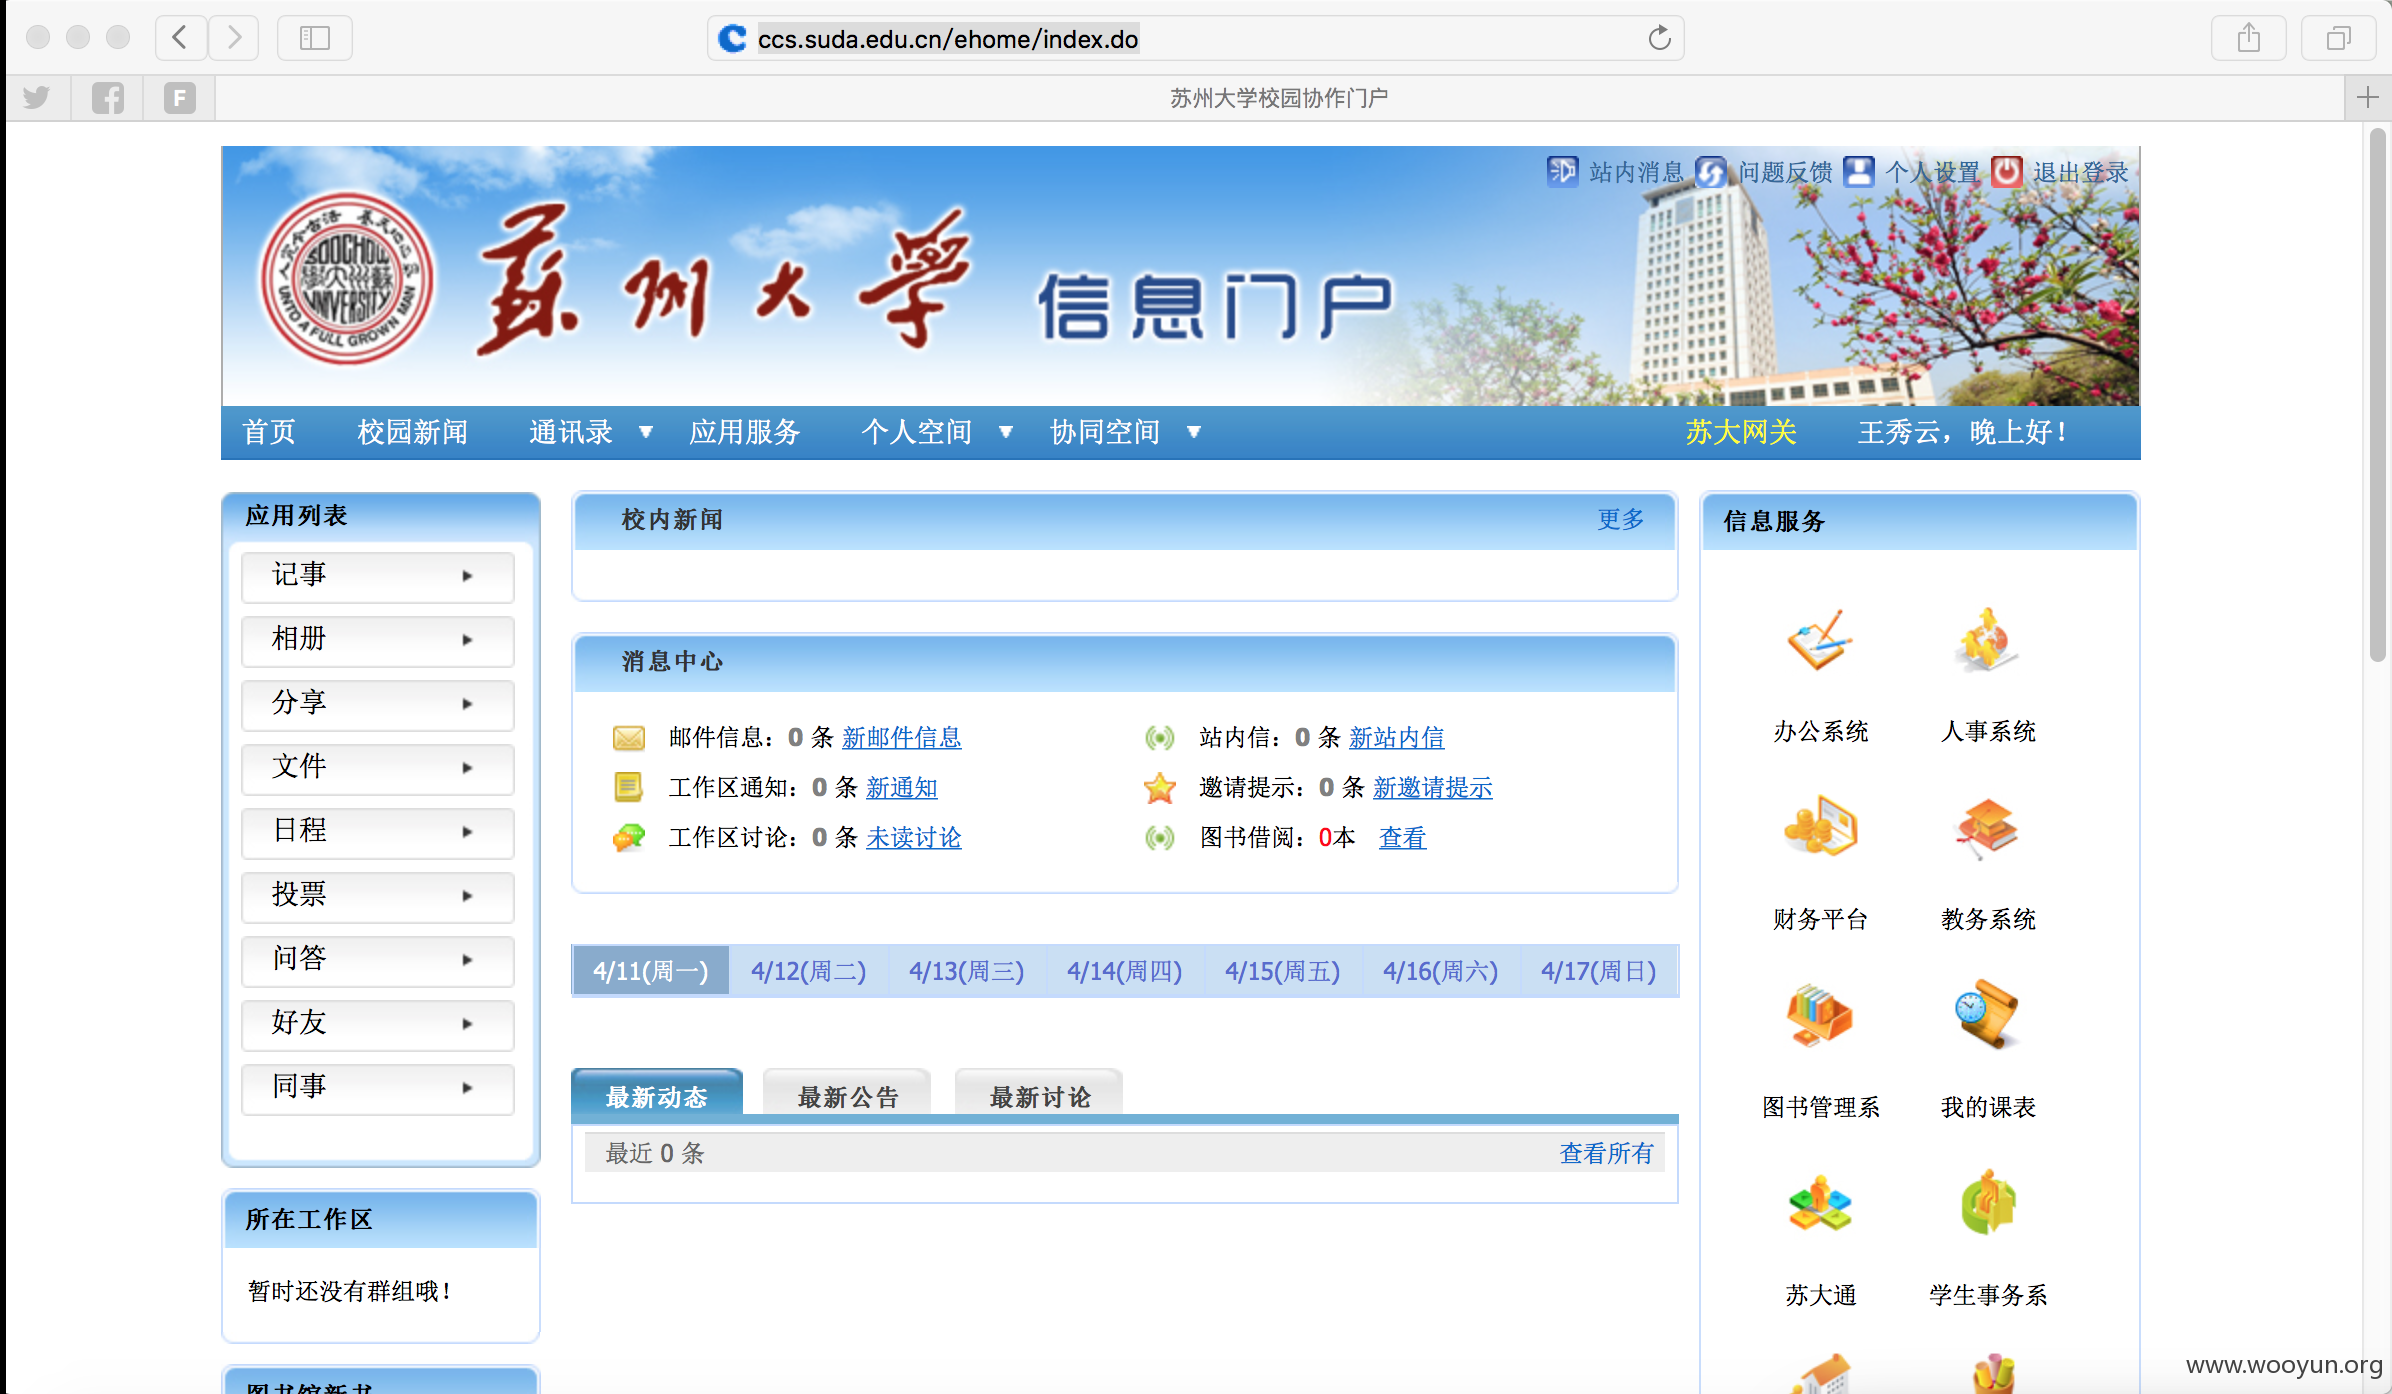 ccs.suda.edu.cn/ehome/index.do
F
苏州大学校园协作门户
站内消息 问题反馈 个人设置 退出登录
SOOCHOW
UNIVERSITY
UNTO A FULL GROWN MAN
蘇州大学 信息门户
首页 校园新闻 通讯录 应用服务 个人空间 协同空间 苏大网关 王秀云，晚上好！
应用列表
记事
相册
分享
文件
日程
投票
问答
好友
同事
所在工作区
暂时还没有群组哦！
图书馆新书
校内新闻 更多
消息中心
邮件信息：0 条 新邮件信息 站内信：0 条 新站内信
工作区通知：0 条 新通知 邀请提示：0 条 新邀请提示
工作区讨论：0 条 未读讨论 图书借阅：0本 查看
4/11(周一) 4/12(周二) 4/13(周三) 4/14(周四) 4/15(周五) 4/16(周六) 4/17(周日)
最新动态 最新公告 最新讨论
最近 0 条 查看所有
信息服务
办公系统 人事系统
财务平台 教务系统
图书管理系 我的课表
苏大通 学生事务系
www.wooyun.org